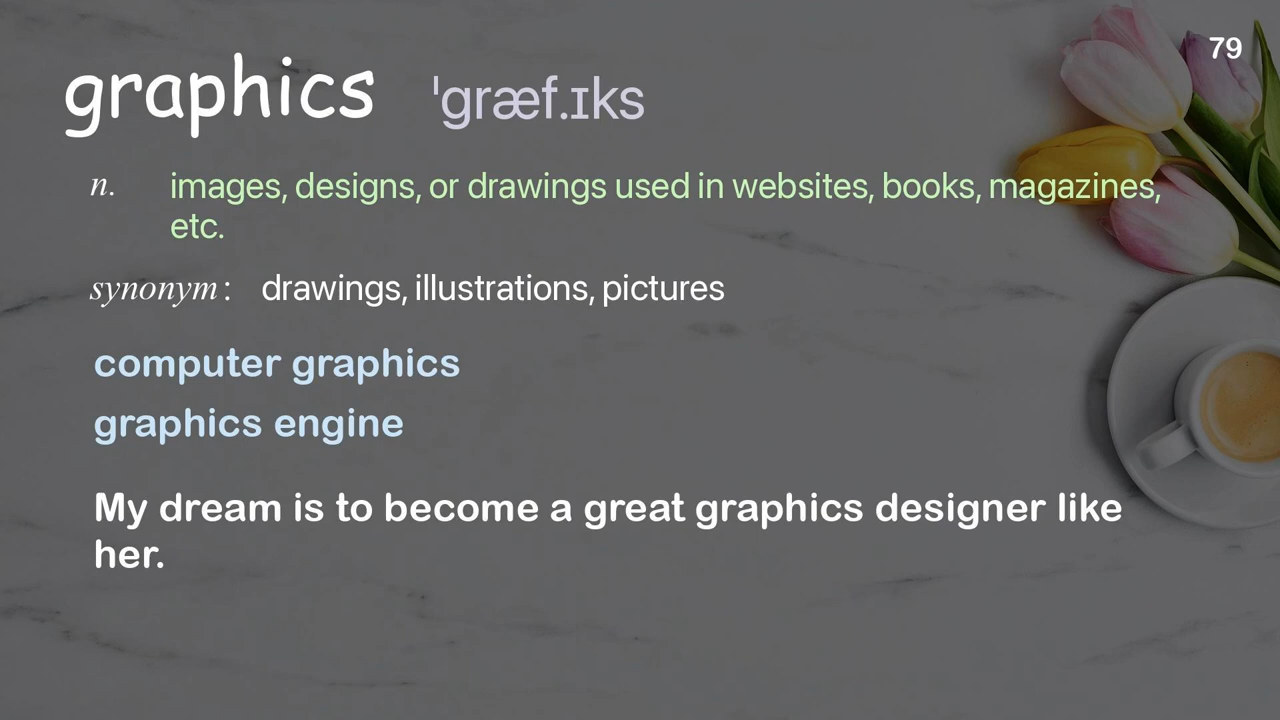 79
graphics ˈɡræf.ɪks
n. images, designs, or drawings used in websites, books, magazines,
etc.
synonym: drawings, illustrations, pictures
computer graphics
graphics engine
My dream is to become a great graphics designer like
her.